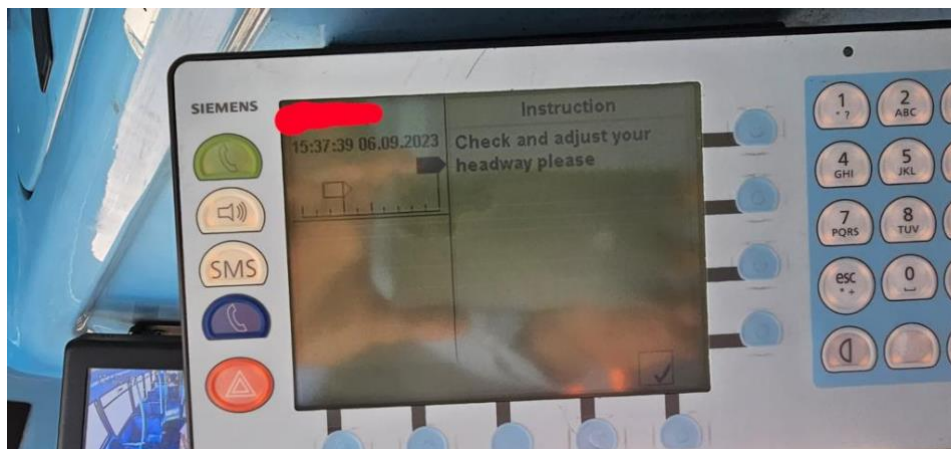 SIEMENS
Instruction
15:37:39 06.09.2023
Check and adjust your
headway please
SMS
1
2
ABC
4
GHI
5
JKL
7
PQRS
8
TUV
esc
0